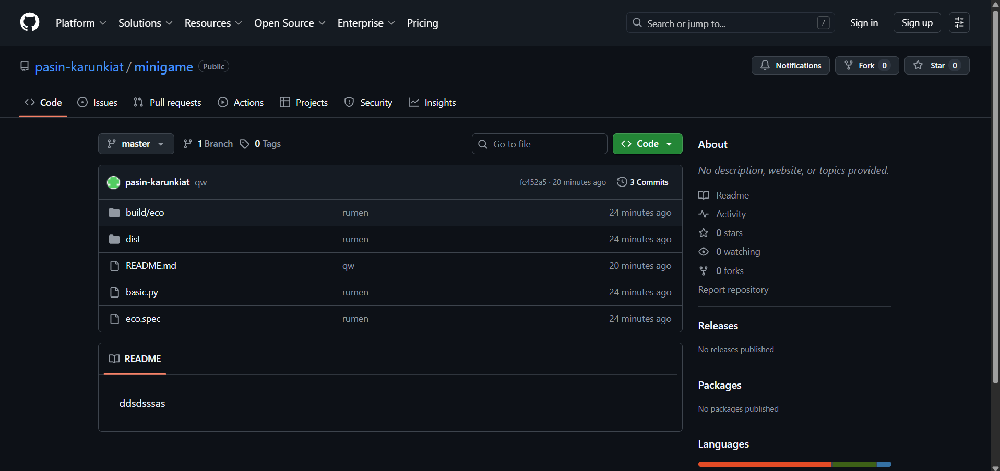 Platform Solutions Resources Open Source Enterprise Pricing Search or jump to... / Sign in Sign up
pasin-karunkiat / minigame Public Notifications Fork 0 Star 0
Code Issues Pull requests Actions Projects Security Insights
master 1 Branch 0 Tags Go to file Code
pasin-karunkiat qw fc452a5 · 20 minutes ago 3 Commits
build/eco rumen 24 minutes ago
dist rumen 24 minutes ago
README.md qw 20 minutes ago
basic.py rumen 24 minutes ago
eco.spec rumen 24 minutes ago
README
ddsdsssas
About
No description, website, or topics provided.
Readme
Activity
0 stars
0 watching
0 forks
Report repository
Releases
No releases published
Packages
No packages published
Languages